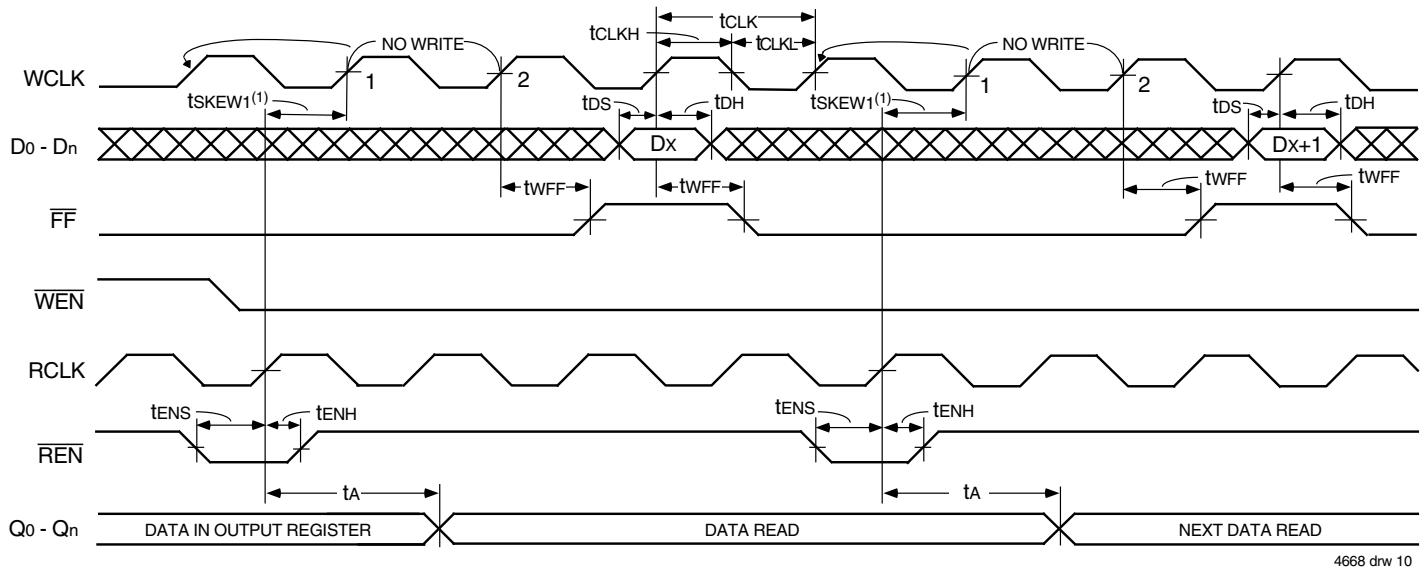 tCLK
tCLKH tCLKL
NO WRITE NO WRITE
WCLK 1 2 1 2
tSKEW1(1) tDS tDH tSKEW1(1) tDS tDH
D0 - Dn DX DX+1
tWFF tWFF tWFF tWFF
FF
WEN
RCLK
tENS tENH tENS tENH
REN
tA tA
Q0 - Qn DATA IN OUTPUT REGISTER DATA READ NEXT DATA READ
4668 drw 10